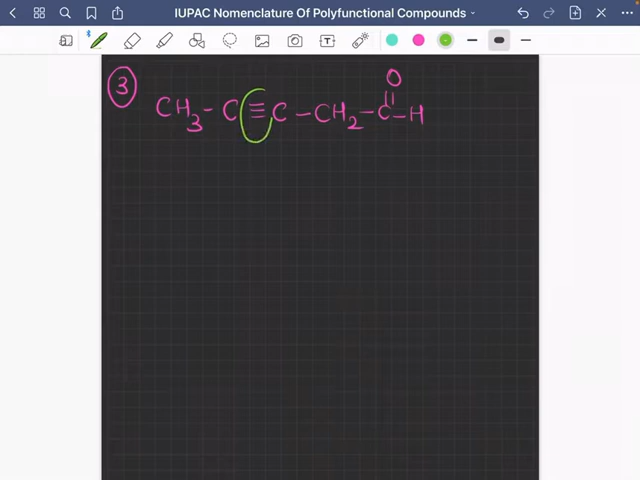 IUPAC Nomenclature Of Polyfunctional Compounds
T
O
3 CH3 - C ≡ C - CH2 - C - H